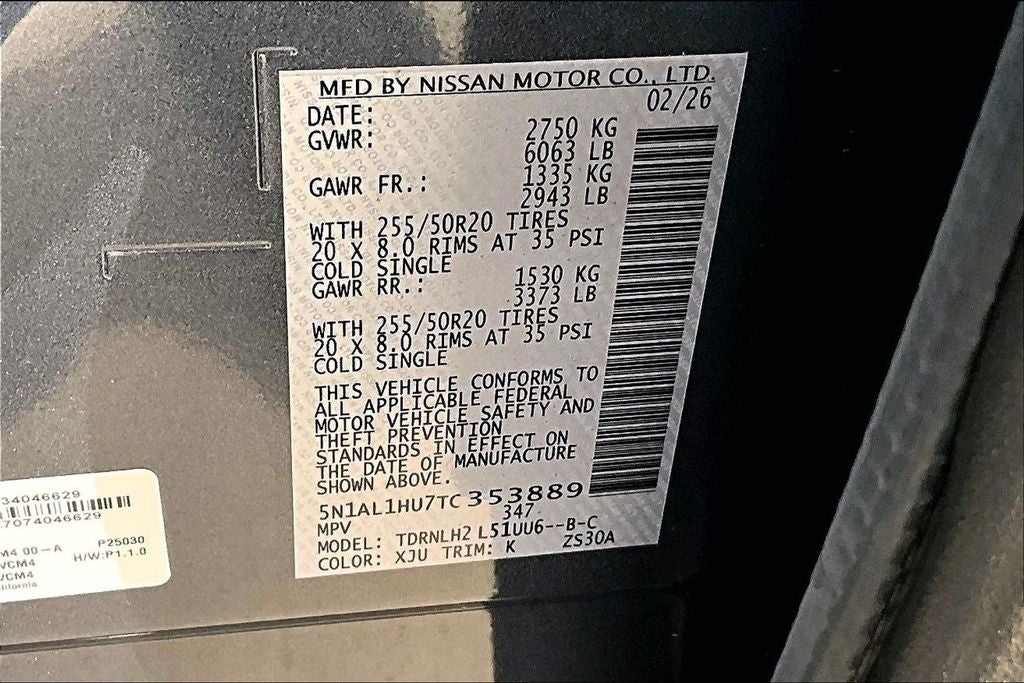 MFD BY NISSAN MOTOR CO., LTD.
DATE: 02/26
GVWR: 2750 KG
6063 LB
GAWR FR.: 1335 KG
2943 LB
WITH 255/50R20 TIRES
20 X 8.0 RIMS AT 35 PSI
COLD SINGLE
GAWR RR.: 1530 KG
3373 LB
WITH 255/50R20 TIRES
20 X 8.0 RIMS AT 35 PSI
COLD SINGLE
THIS VEHICLE CONFORMS TO
ALL APPLICABLE FEDERAL
MOTOR VEHICLE SAFETY AND
THEFT PREVENTION
STANDARDS IN EFFECT ON
THE DATE OF MANUFACTURE
SHOWN ABOVE.
5N1AL1HU7TC353889
MPV 347
MODEL: TDRNLH2 L51UU6--B-C
COLOR: XJU TRIM: K ZS30A
34046629
7074046629
M4 00-A P25030
VCM4 H/W:P1.1.0
VCM4